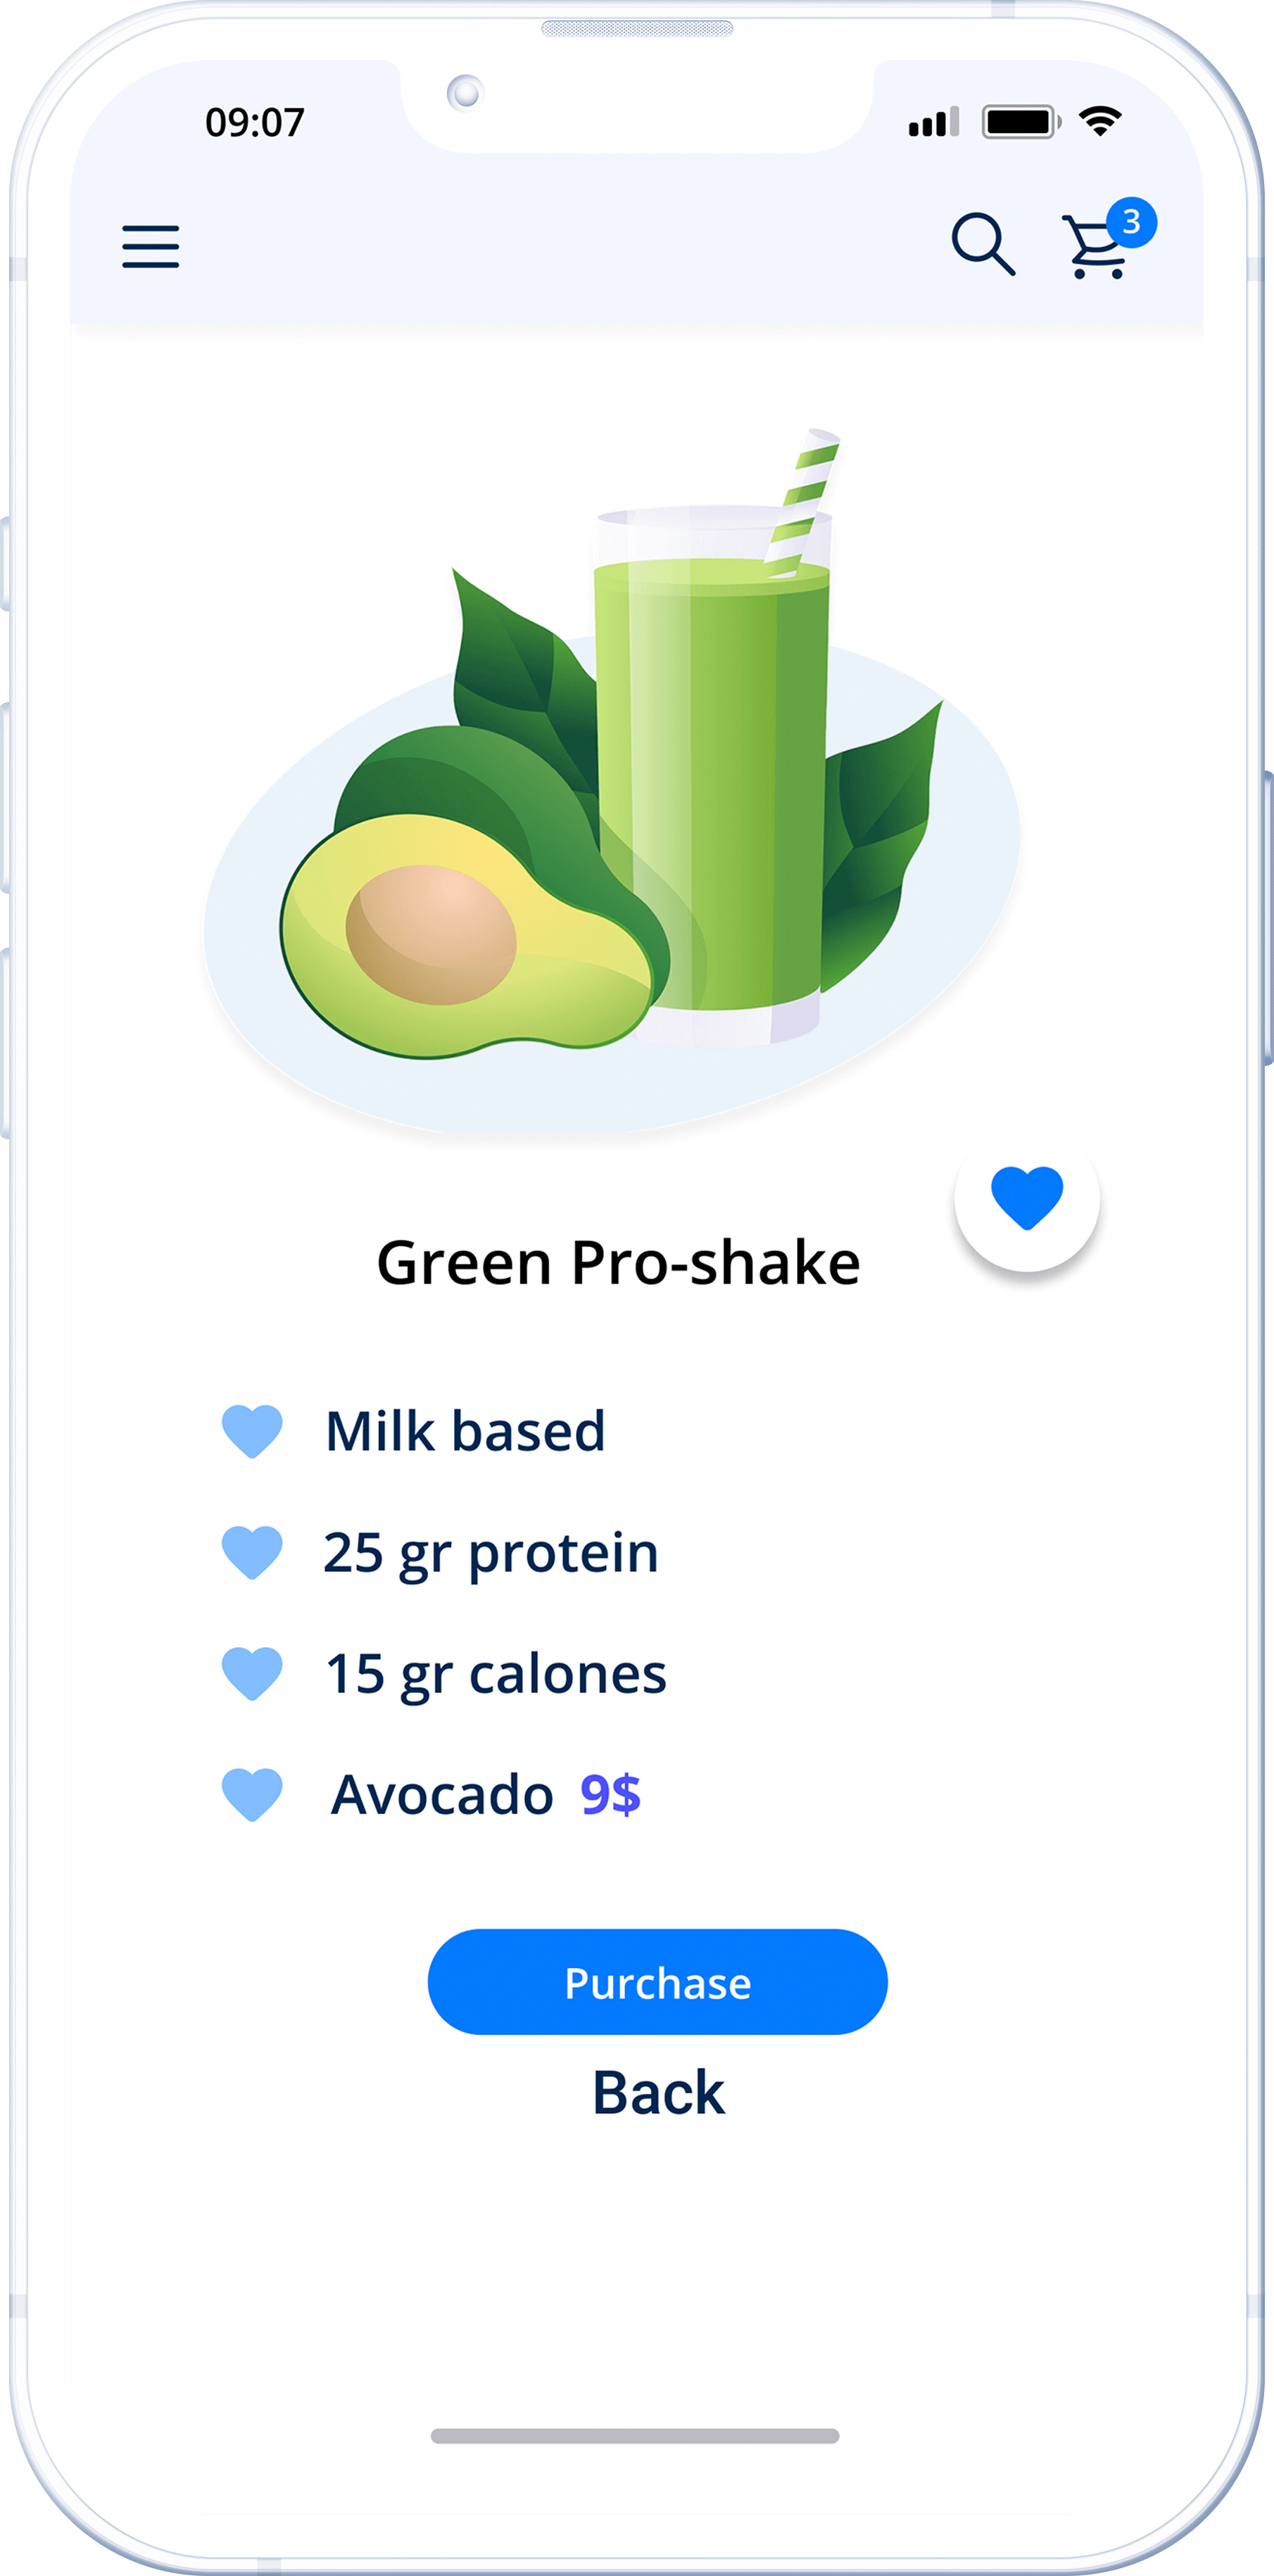 09:07
3
Green Pro-shake
Milk based
25 gr protein
15 gr calones
Avocado 9$
Purchase
Back